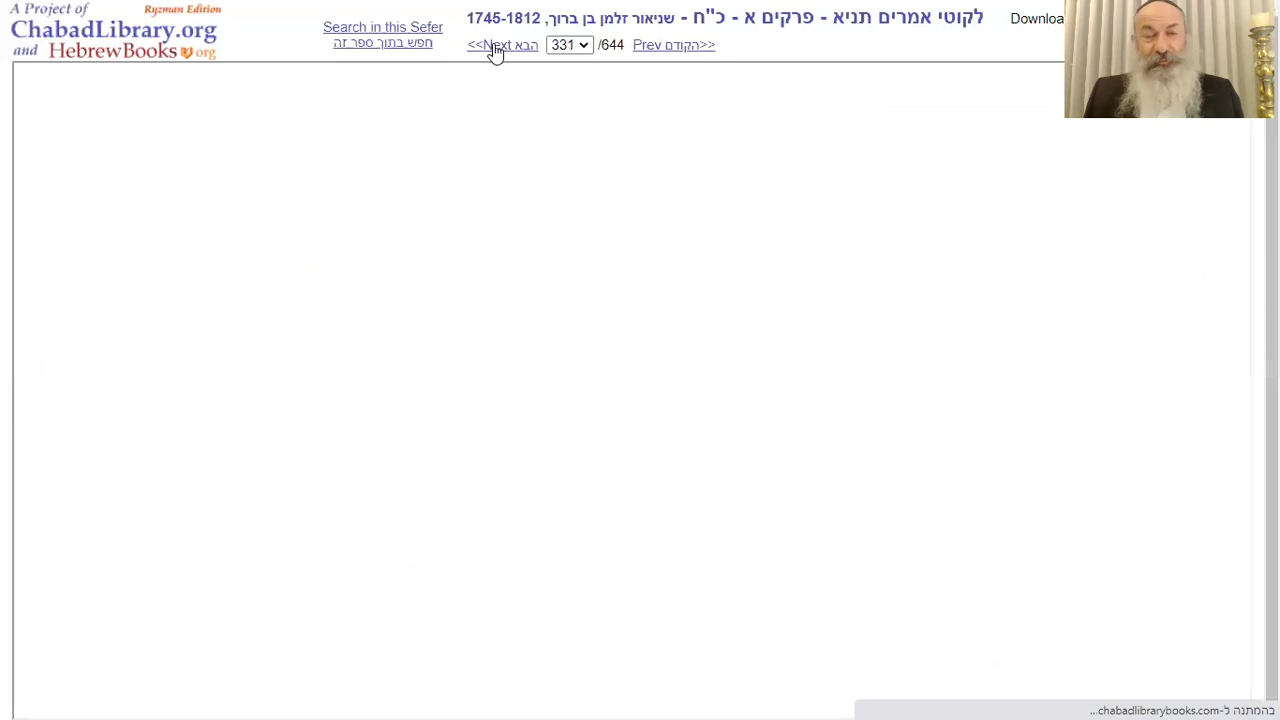 A Project of Ryzman Edition
ChabadLibrary.org
and HebrewBooks.org
Search in this Sefer
חפש בתוך ספר זה
לקוטי אמרים תניא - פרקים א - כ"ח - שניאור זלמן בן ברוך, 1745-1812
<<Next הבא 331 /644 Prev הקודם>>
Downloa
בהמתנה ל-chabadlibrarybooks.com...